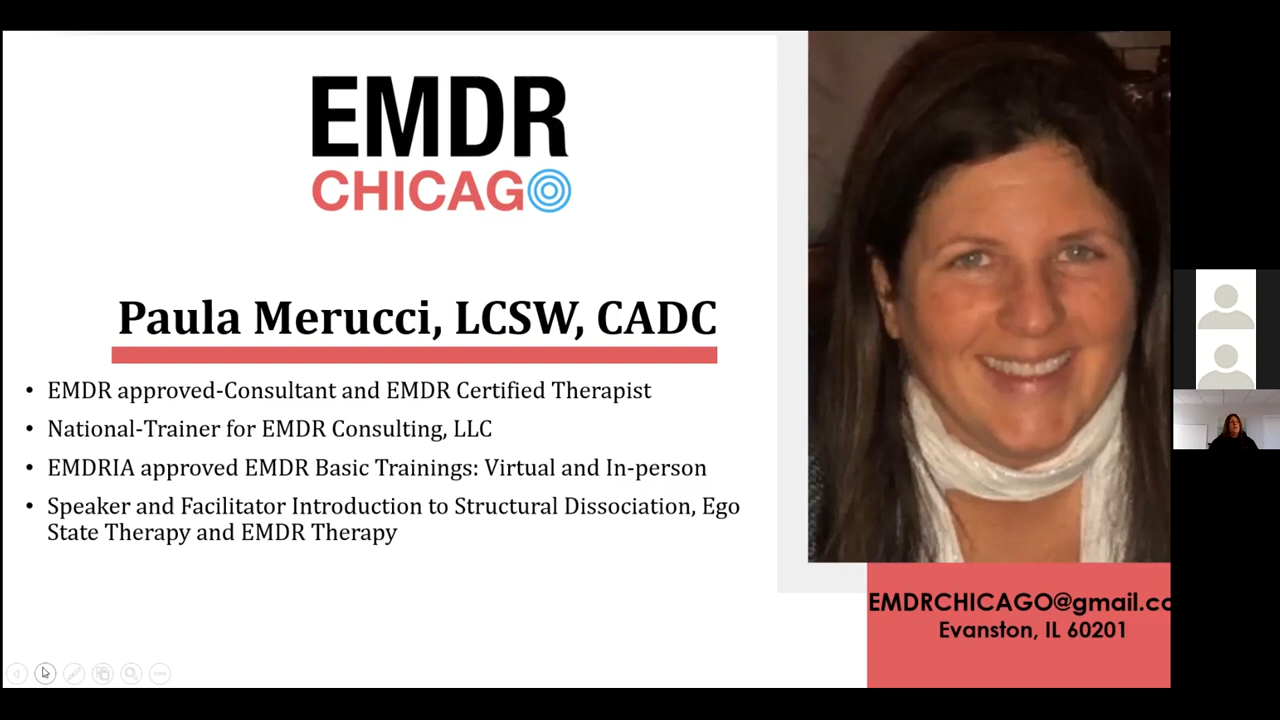 EMDR
CHICAGO
Paula Merucci, LCSW, CADC
• EMDR approved-Consultant and EMDR Certified Therapist
• National-Trainer for EMDR Consulting, LLC
• EMDRIA approved EMDR Basic Trainings: Virtual and In-person
• Speaker and Facilitator Introduction to Structural Dissociation, Ego
State Therapy and EMDR Therapy
EMDRCHICAGO@gmail.co
Evanston, IL 60201